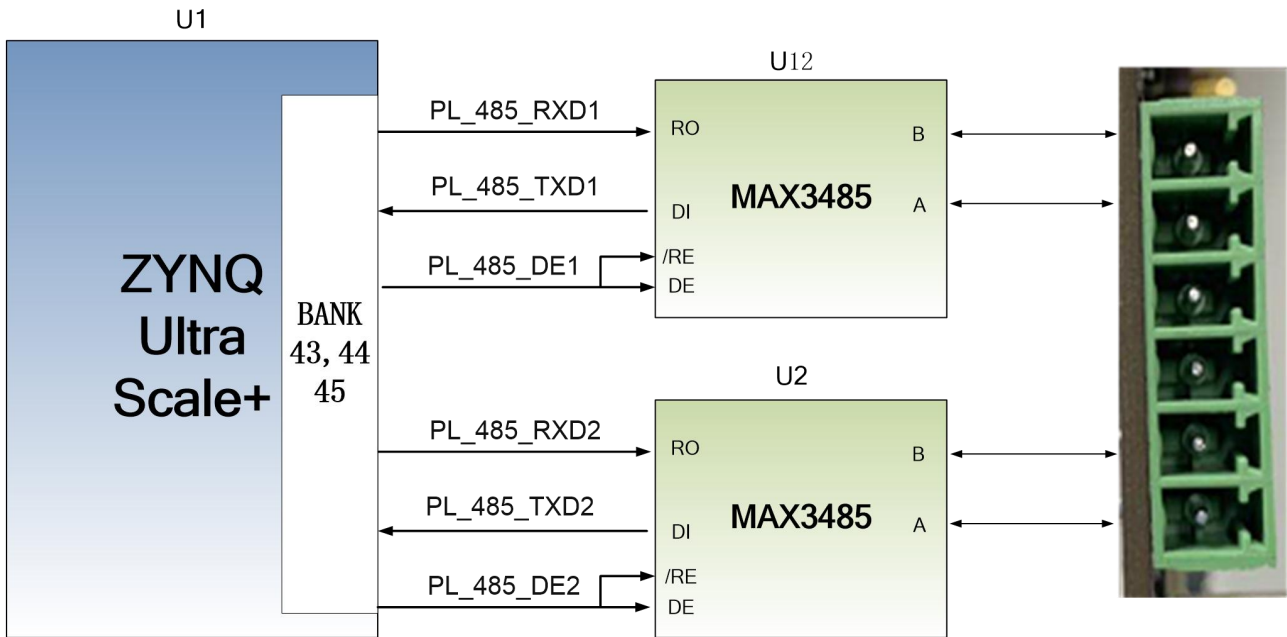 U1
ZYNQ
Ultra
Scale+
BANK
43, 44
45
PL_485_RXD1
PL_485_TXD1
PL_485_DE1
U12
RO
DI
/RE
DE
MAX3485
B
A
PL_485_RXD2
PL_485_TXD2
PL_485_DE2
U2
RO
DI
/RE
DE
MAX3485
B
A